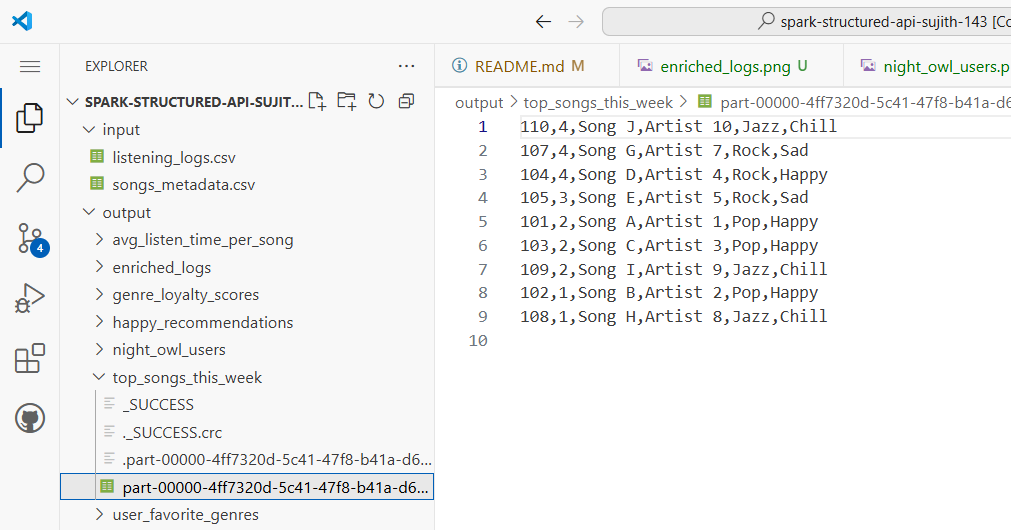 spark-structured-api-sujith-143 [Co
EXPLORER
SPARK-STRUCTURED-API-SUJIT...
input
listening_logs.csv
songs_metadata.csv
output
avg_listen_time_per_song
enriched_logs
genre_loyalty_scores
happy_recommendations
night_owl_users
top_songs_this_week
_SUCCESS
._SUCCESS.crc
.part-00000-4ff7320d-5c41-47f8-b41a-d6...
part-00000-4ff7320d-5c41-47f8-b41a-d6...
user_favorite_genres
4
README.md M
enriched_logs.png U
night_owl_users.p
output > top_songs_this_week > part-00000-4ff7320d-5c41-47f8-b41a-d6
1 110,4,Song J,Artist 10,Jazz,Chill
2 107,4,Song G,Artist 7,Rock,Sad
3 104,4,Song D,Artist 4,Rock,Happy
4 105,3,Song E,Artist 5,Rock,Sad
5 101,2,Song A,Artist 1,Pop,Happy
6 103,2,Song C,Artist 3,Pop,Happy
7 109,2,Song I,Artist 9,Jazz,Chill
8 102,1,Song B,Artist 2,Pop,Happy
9 108,1,Song H,Artist 8,Jazz,Chill
10